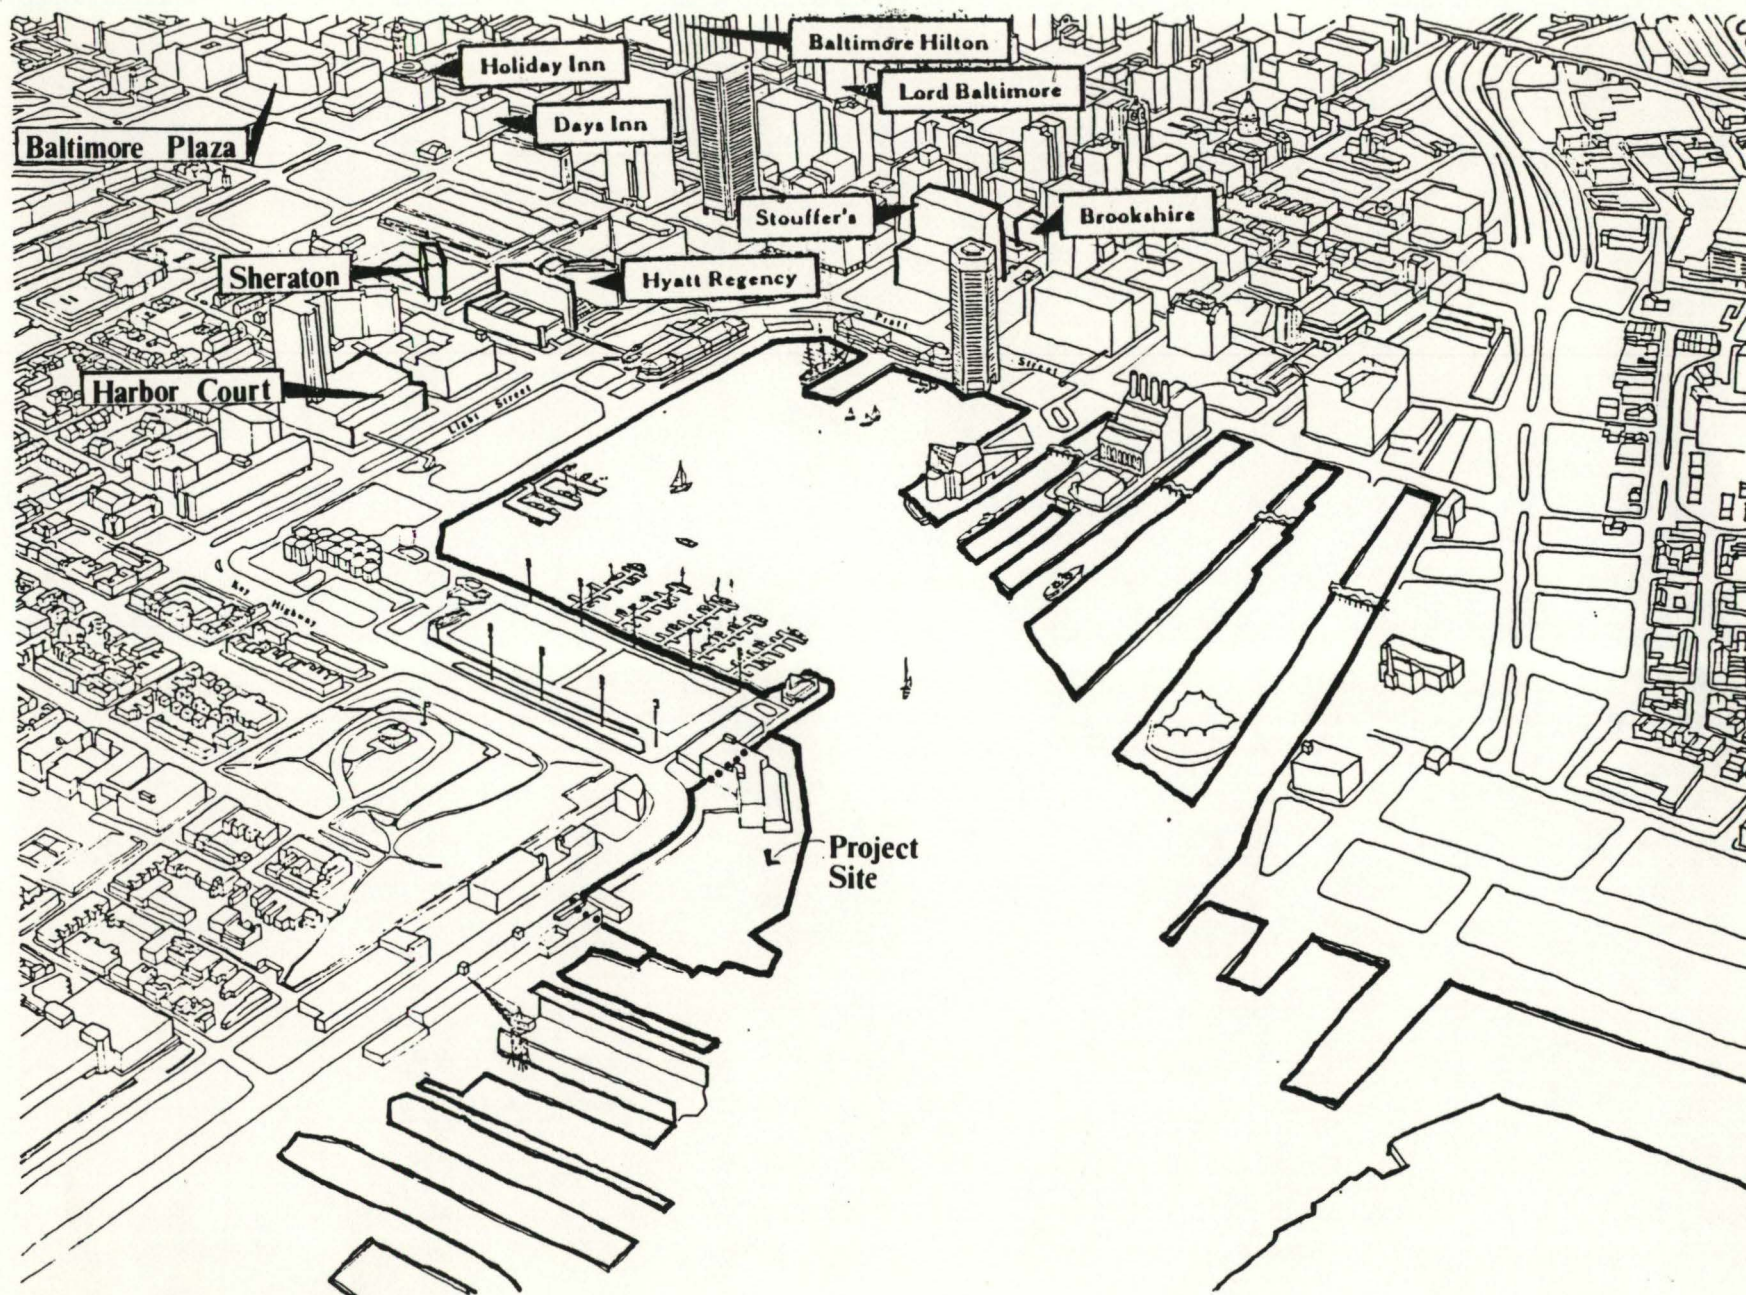 Baltimore Hilton
Holiday Inn
Lord Baltimore
Days Inn
Baltimore Plaza
Stouffer's
Brookshire
Sheraton
Hyatt Regency
Pratt
Street
Harbor Court
Light Street
Key Highway
Project
Site